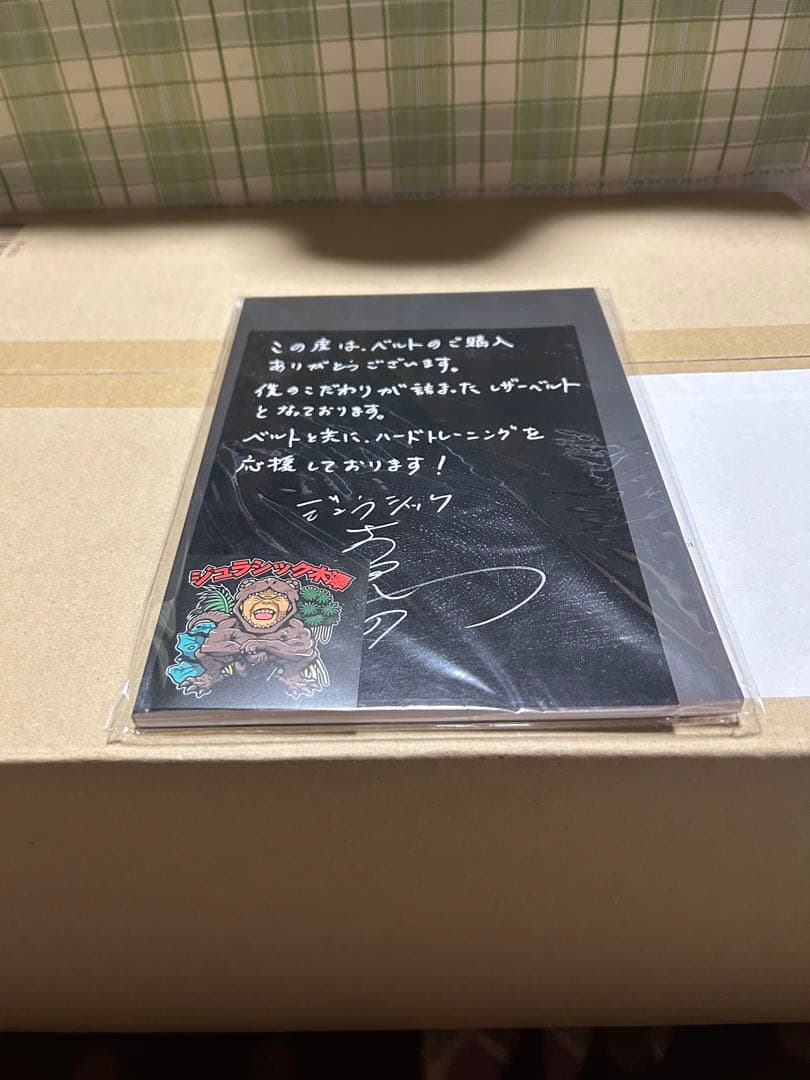 この度は、ベルトのご購入
ありがとうございます。
僕のこだわりが詰まったレザーベルト
となっております。
ベルトと共に、ハードトレーニングを
応援しております!
ジュラシック
ジュラシック木澤